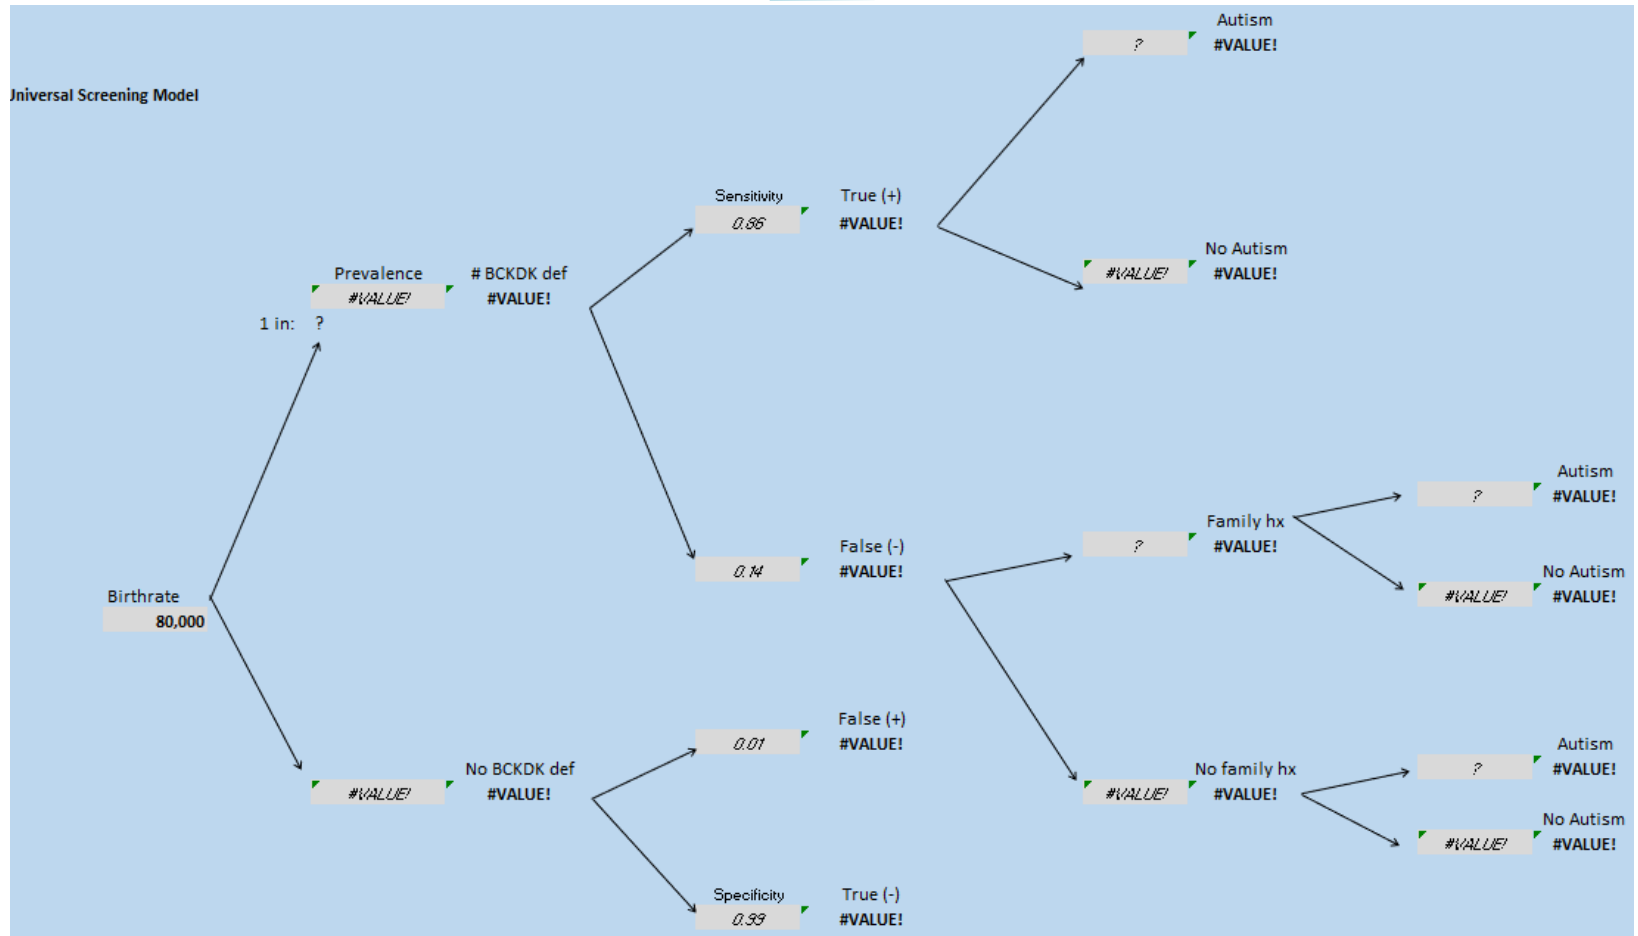 Autism
? #VALUE!
Universal Screening Model
Sensitivity True (+)
0.86 #VALUE!
No Autism
#VALUE! #VALUE!
Prevalence # BCKDK def
#VALUE! #VALUE!
1 in: ?
Autism
? #VALUE!
Family hx
? #VALUE!
False (-)
0.14 #VALUE!
No Autism
#VALUE! #VALUE!
Birthrate
80,000
False (+)
0.01 #VALUE!
No BCKDK def
#VALUE! #VALUE!
No family hx
#VALUE! #VALUE!
Autism
? #VALUE!
No Autism
#VALUE! #VALUE!
Specificity True (-)
0.99 #VALUE!